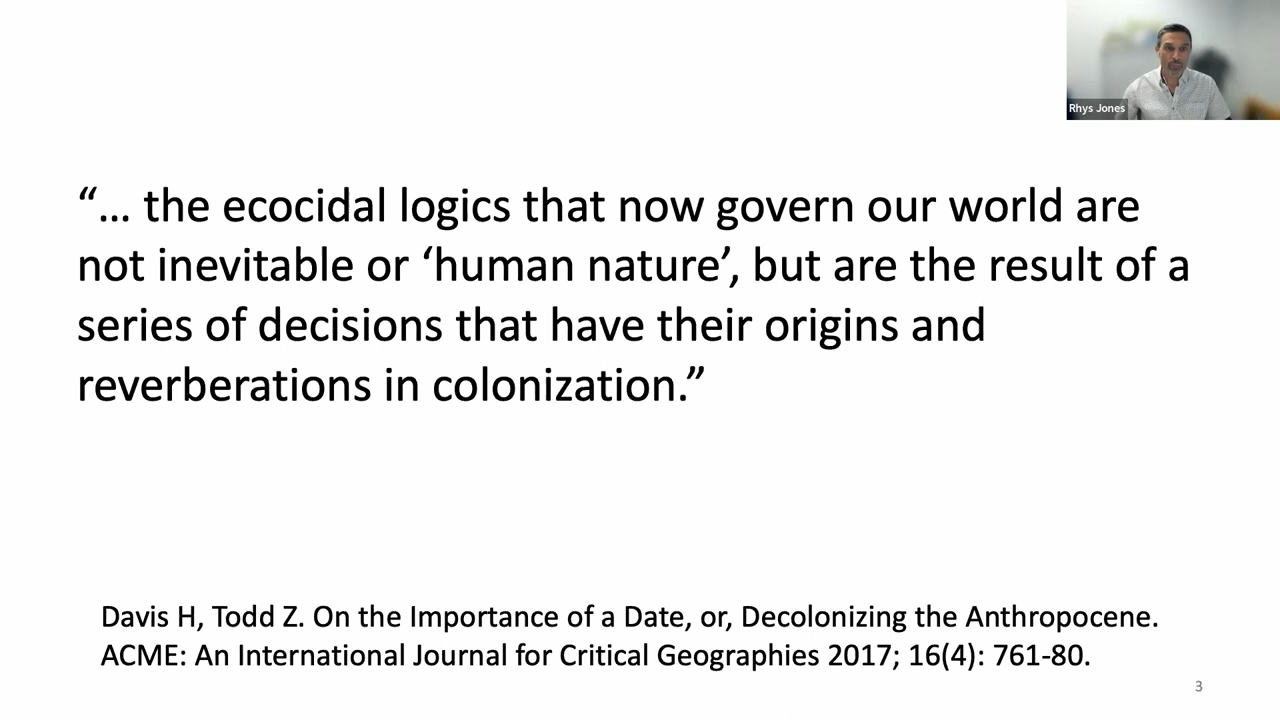 Rhys Jones
“... the ecocidal logics that now govern our world are
not inevitable or ‘human nature’, but are the result of a
series of decisions that have their origins and
reverberations in colonization.”
Davis H, Todd Z. On the Importance of a Date, or, Decolonizing the Anthropocene.
ACME: An International Journal for Critical Geographies 2017; 16(4): 761-80.
3